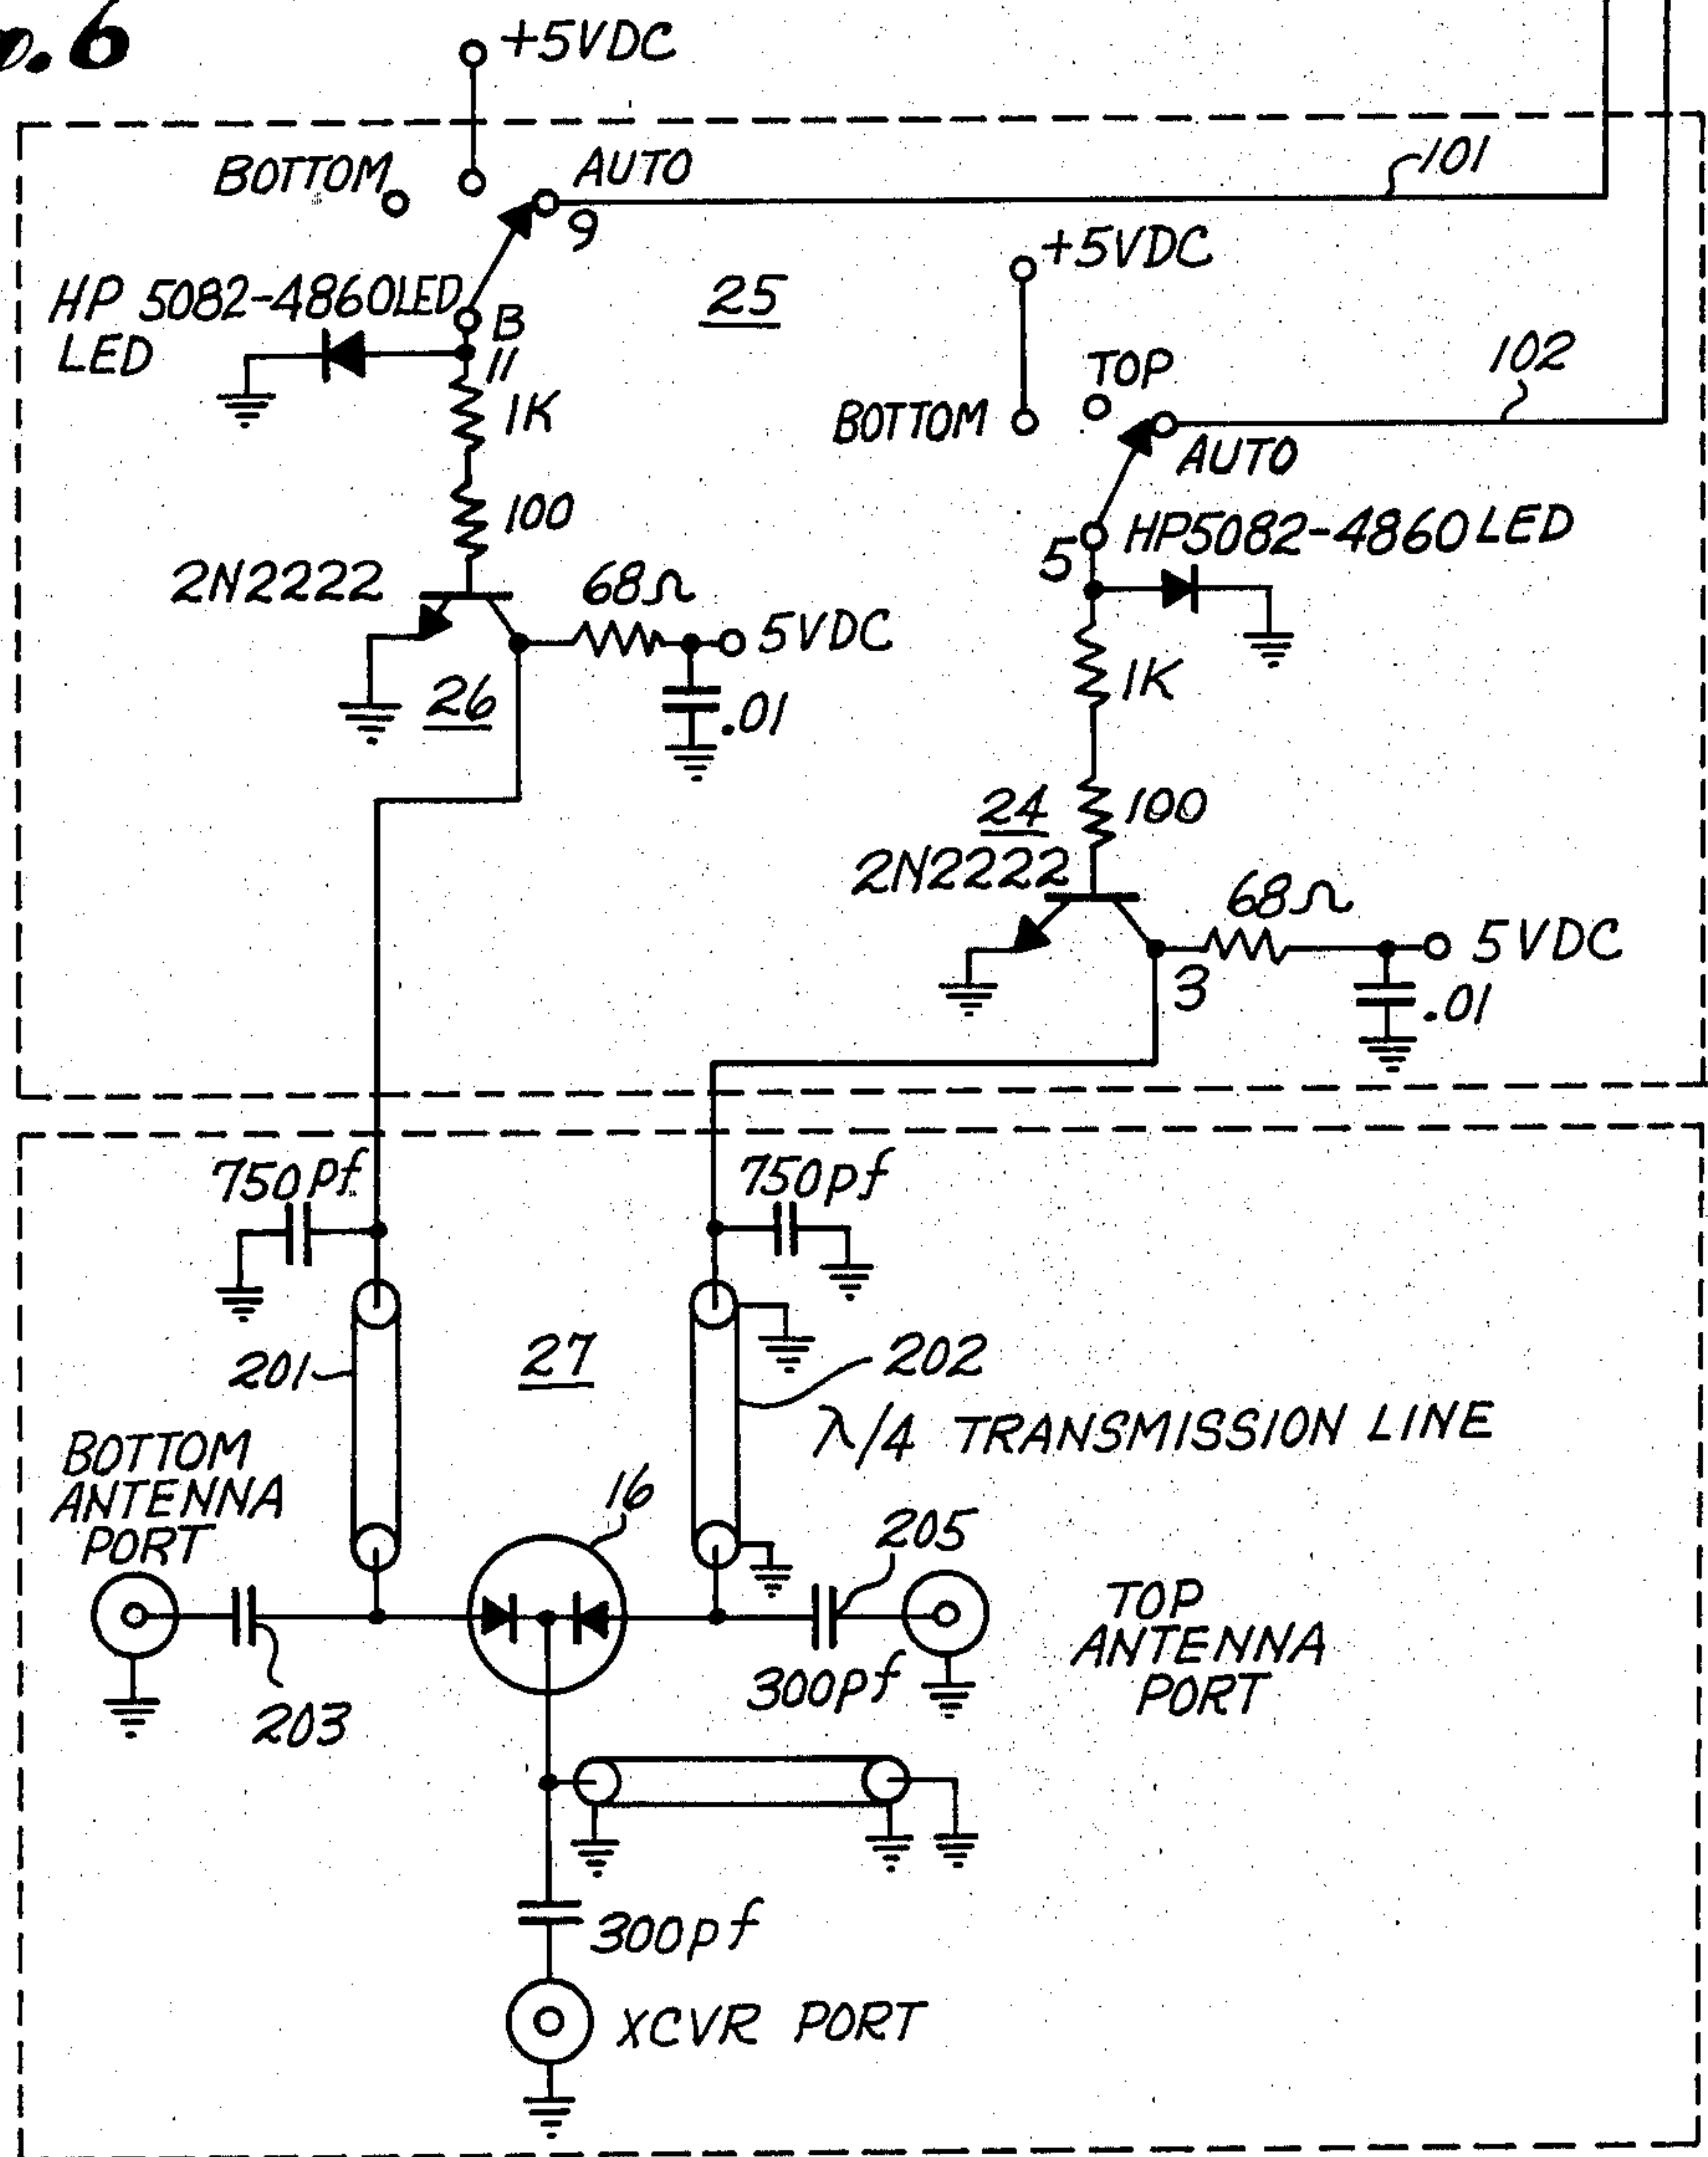 .6
+5VDC
BOTTOM
AUTO
9
101
+5VDC
HP 5082-4860LED
LED
B
11
25
1K
TOP
BOTTOM
102
AUTO
100
5
HP5082-4860 LED
2N2222
68Ω
5VDC
26
.01
1K
24
100
2N2222
68Ω
5VDC
3
.01
750pf
750pf
201
27
202
λ/4 TRANSMISSION LINE
BOTTOM
ANTENNA
PORT
16
205
TOP
ANTENNA
PORT
203
300pf
300pf
XCVR PORT